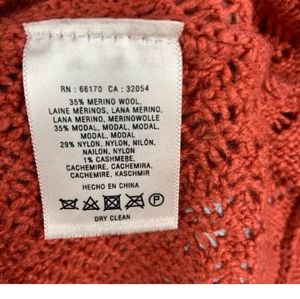 RN : 66170 CA : 32054
35% MERINO WOOL,
LAINE MÉRINOS, LANA MERINO,
LANA MERINO, MERINOWOLLE
35% MODAL, MODAL,
MODAL, MODAL, MODAL
29% NYLON, NYLON, NILÓN,
NAILON, NYLON
1% CASHMERE,
CACHEMIRE, CACHEMIRA,
CACHEMIRA, KASCHMIR
HECHO EN CHINA
P
DRY CLEAN